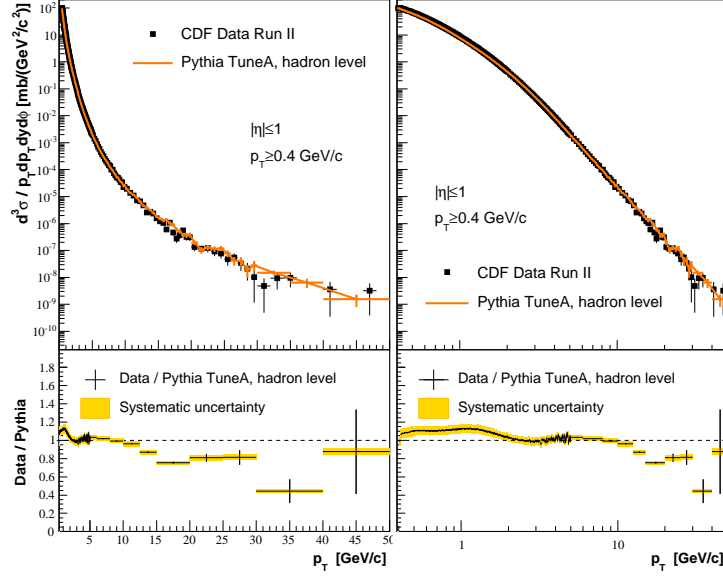 d³σ / p_T dp_T dydφ [mb/(GeV²/c²)]
10²
10
1
10⁻¹
10⁻²
10⁻³
10⁻⁴
10⁻⁵
10⁻⁶
10⁻⁷
10⁻⁸
10⁻⁹
10⁻¹⁰
CDF Data Run II
Pythia TuneA, hadron level
|η|≤1
p_T≥0.4 GeV/c
|η|≤1
p_T≥0.4 GeV/c
CDF Data Run II
Pythia TuneA, hadron level
Data / Pythia
1.8
1.6
1.4
1.2
1
0.8
0.6
0.4
0.2
0
Data / Pythia TuneA, hadron level
Systematic uncertainty
Data / Pythia TuneA, hadron level
Systematic uncertainty
5 10 15 20 25 30 35 40 45 50
p_T [GeV/c]
1 10
p_T [GeV/c]